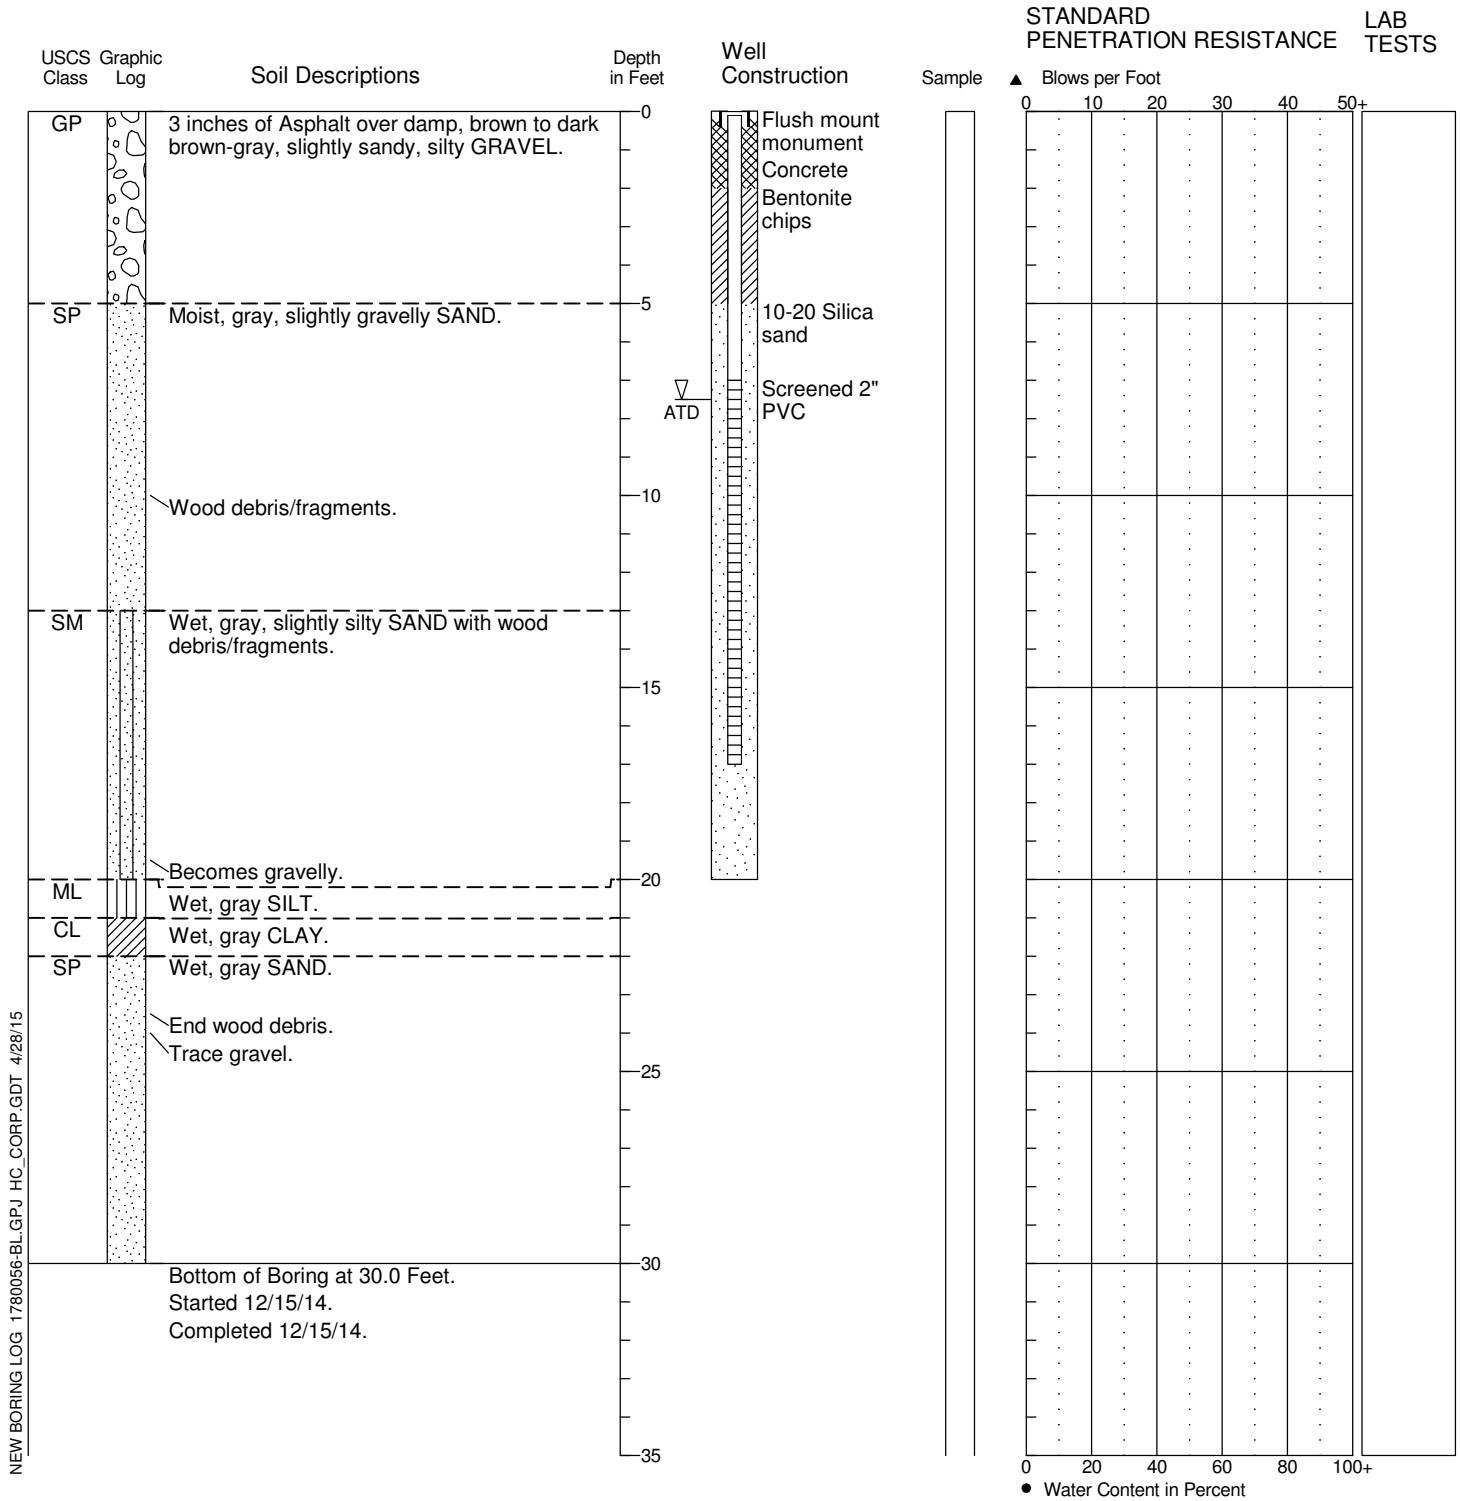 STANDARD
PENETRATION RESISTANCE
LAB
TESTS
USCS
Class
Graphic
Log
Soil Descriptions
Depth
in Feet
Well
Construction
Sample
▲ Blows per Foot
0 10 20 30 40 50+
GP
3 inches of Asphalt over damp, brown to dark
brown-gray, slightly sandy, silty GRAVEL.
0
Flush mount
monument
Concrete
Bentonite
chips
SP
Moist, gray, slightly gravelly SAND.
5
10-20 Silica
sand
ATD
Screened 2"
PVC
Wood debris/fragments.
10
SM
Wet, gray, slightly silty SAND with wood
debris/fragments.
15
Becomes gravelly.
20
ML
Wet, gray SILT.
CL
Wet, gray CLAY.
SP
Wet, gray SAND.
End wood debris.
Trace gravel.
25
30
Bottom of Boring at 30.0 Feet.
Started 12/15/14.
Completed 12/15/14.
35
0 20 40 60 80 100+
● Water Content in Percent
NEW BORING LOG 1780056-BL.GPJ HC_CORP.GDT 4/28/15